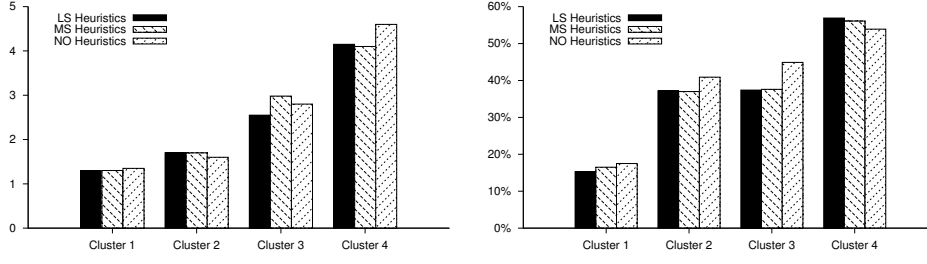 5
4
3
2
1
0
LS Heuristics
MS Heuristics
NO Heuristics
Cluster 1 Cluster 2 Cluster 3 Cluster 4
60%
50%
40%
30%
20%
10%
0%
LS Heuristics
MS Heuristics
NO Heuristics
Cluster 1 Cluster 2 Cluster 3 Cluster 4